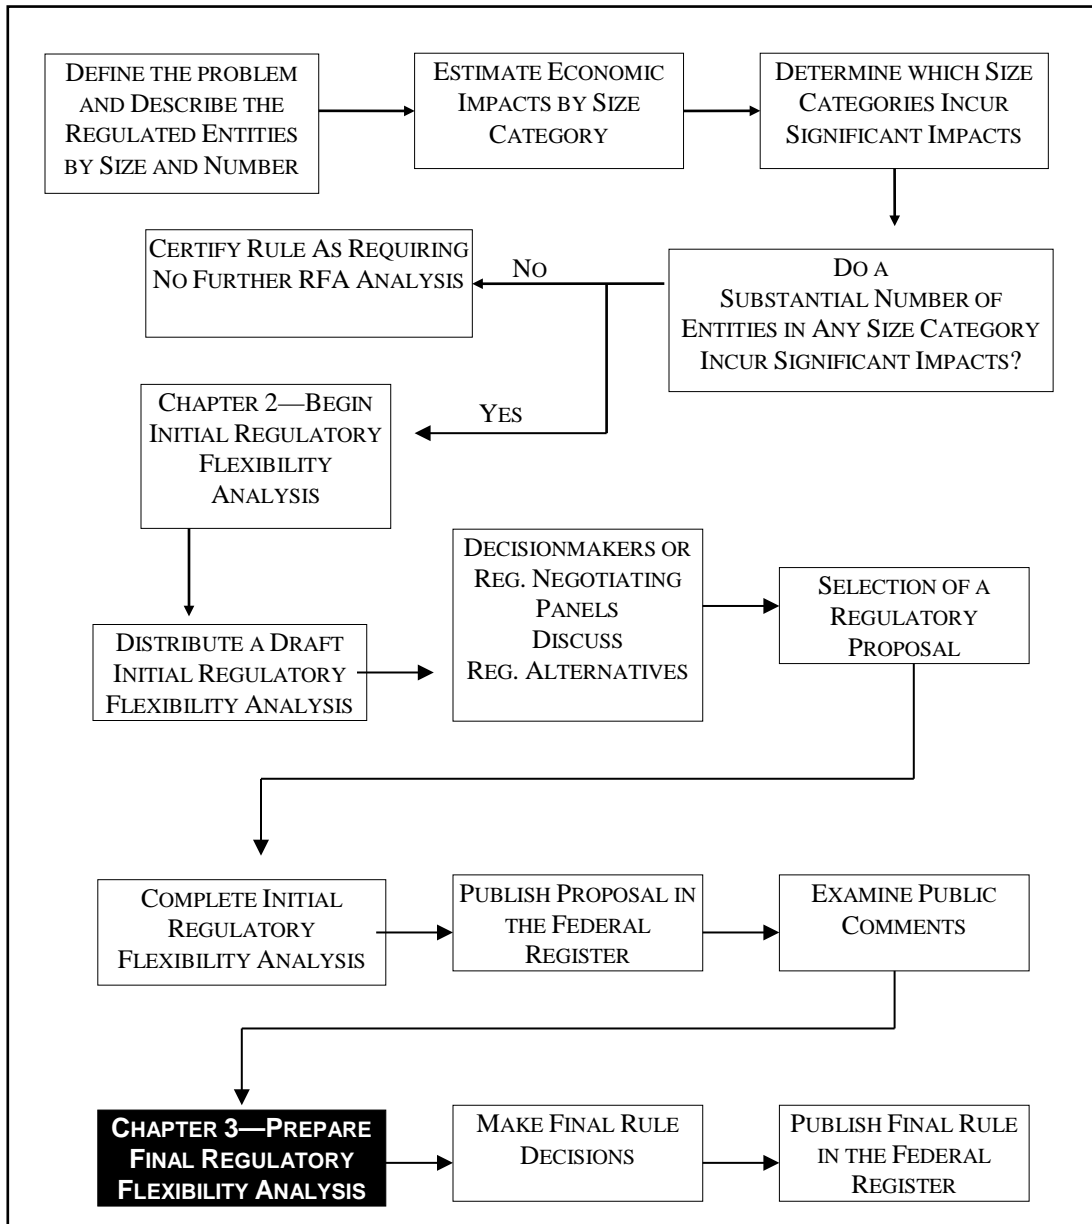 DEFINE THE PROBLEM
AND DESCRIBE THE
REGULATED ENTITIES
BY SIZE AND NUMBER
ESTIMATE ECONOMIC
IMPACTS BY SIZE
CATEGORY
DETERMINE WHICH SIZE
CATEGORIES INCUR
SIGNIFICANT IMPACTS
DO A
SUBSTANTIAL NUMBER OF
ENTITIES IN ANY SIZE CATEGORY
INCUR SIGNIFICANT IMPACTS?
NO
CERTIFY RULE AS REQUIRING
NO FURTHER RFA ANALYSIS
YES
CHAPTER 2—BEGIN
INITIAL REGULATORY
FLEXIBILITY
ANALYSIS
DISTRIBUTE A DRAFT
INITIAL REGULATORY
FLEXIBILITY ANALYSIS
DECISIONMAKERS OR
REG. NEGOTIATING
PANELS
DISCUSS
REG. ALTERNATIVES
SELECTION OF A
REGULATORY
PROPOSAL
COMPLETE INITIAL
REGULATORY
FLEXIBILITY ANALYSIS
PUBLISH PROPOSAL IN
THE FEDERAL
REGISTER
EXAMINE PUBLIC
COMMENTS
CHAPTER 3—PREPARE
FINAL REGULATORY
FLEXIBILITY ANALYSIS
MAKE FINAL RULE
DECISIONS
PUBLISH FINAL RULE
IN THE FEDERAL
REGISTER